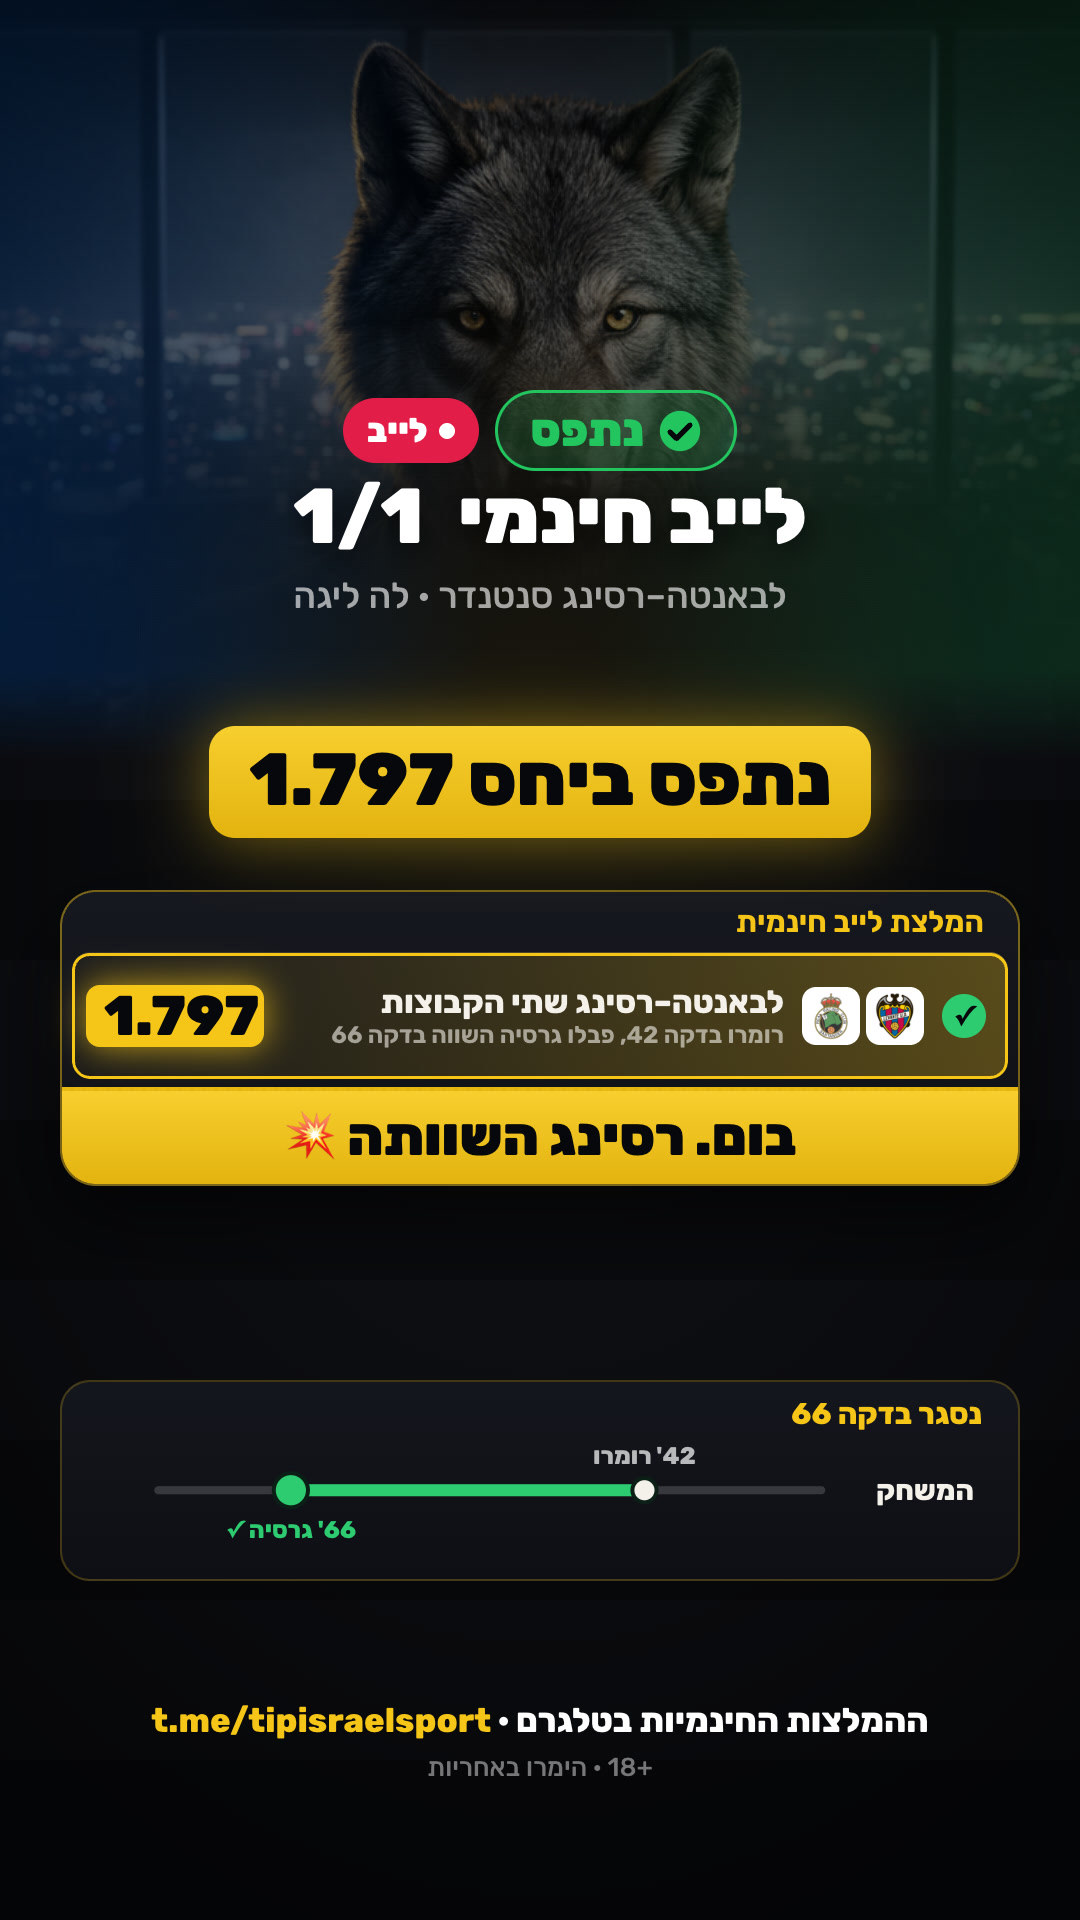 נתפס
לייב
לייב חינמי 1/1
לבאנטה-רסינג סנטנדר • לה ליגה
נתפס ביחס 1.797
המלצת לייב חינמית
לבאנטה-רסינג שתי הקבוצות
1.797
רומרו בדקה 42, פבלו גרסיה השווה בדקה 66
בום. רסינג השוותה 💥
נסגר בדקה 66
42' רומרו
המשחק
66' גרסיה ✓
ההמלצות החינמיות בטלגרם • t.me/tipisraelsport
18+ • הימרו באחריות